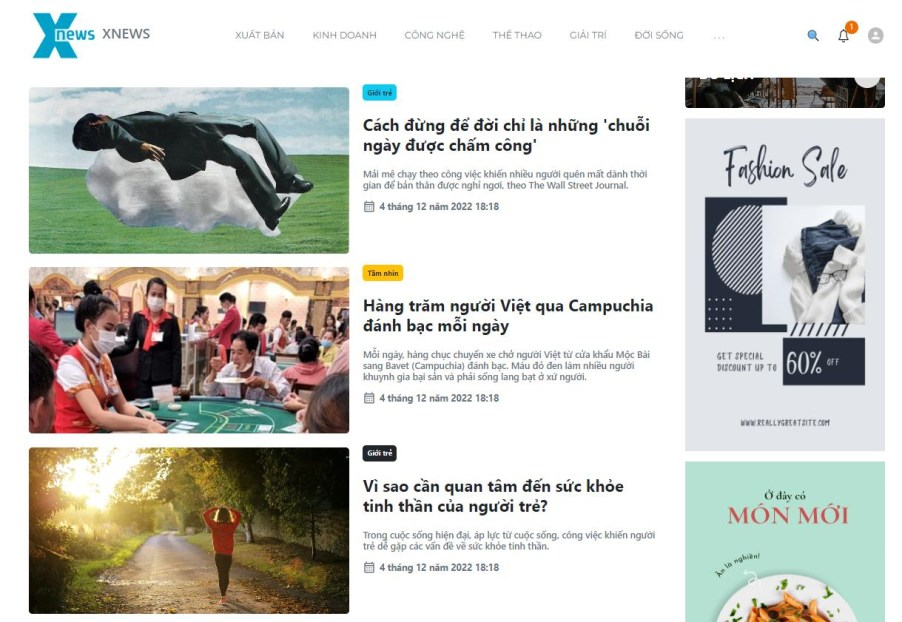 Xnews XNEWS
XUẤT BẢN KINH DOANH CÔNG NGHỆ THỂ THAO GIẢI TRÍ ĐỜI SỐNG ...
1
Giới trẻ
Cách đừng để đời chỉ là những 'chuỗi
ngày được chấm công'
Mải mê chạy theo công việc khiến nhiều người quên mất dành thời
gian để bản thân được nghỉ ngơi, theo The Wall Street Journal.
4 tháng 12 năm 2022 18:18
Tầm nhìn
Hàng trăm người Việt qua Campuchia
đánh bạc mỗi ngày
Mỗi ngày, hàng chục chuyến xe chở người Việt từ cửa khẩu Mộc Bài
sang Bavet (Campuchia) đánh bạc. Máu đỏ đen làm nhiều người
khuynh gia bại sản và phải sống lang bạt ở xứ người.
4 tháng 12 năm 2022 18:18
Giới trẻ
Vì sao cần quan tâm đến sức khỏe
tinh thần của người trẻ?
Trong cuộc sống hiện đại, áp lực từ cuộc sống, công việc khiến người
trẻ dễ gặp các vấn đề về sức khỏe tinh thần.
4 tháng 12 năm 2022 18:18
Fashion Sale
GET SPECIAL
DISCOUNT UP TO
60% OFF
WWW.REALLYGREATSITE.COM
Ở đây có
MÓN MỚI
Ăn là nghiền!